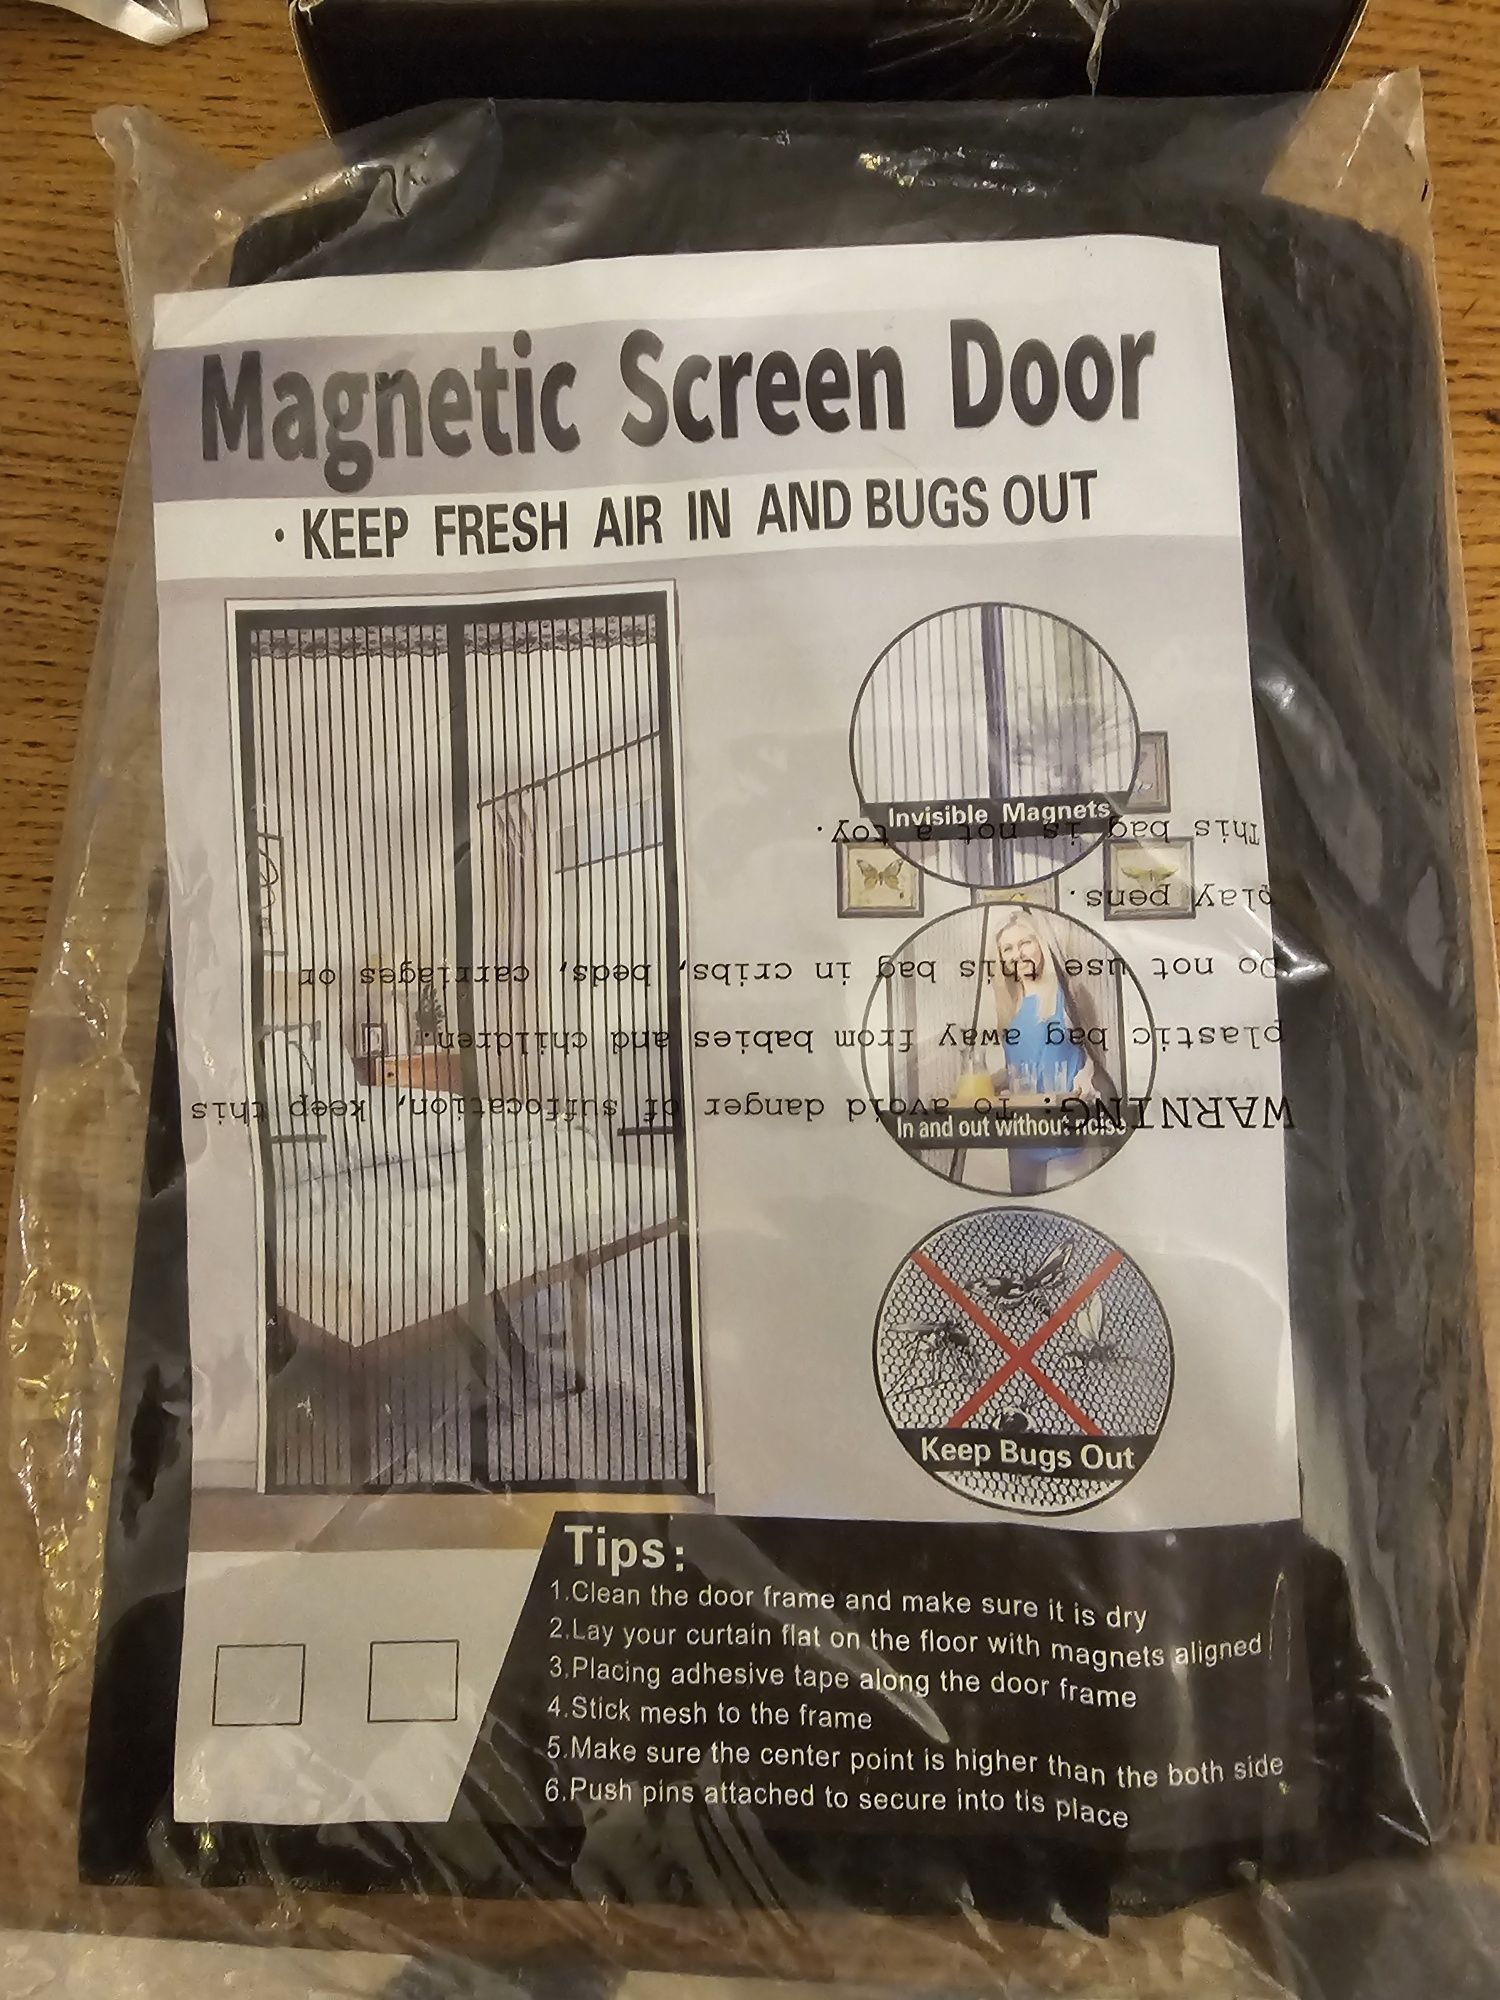 Magnetic Screen Door
· KEEP FRESH AIR IN AND BUGS OUT
Invisible Magnets
In and out without noise
Keep Bugs Out
WARNING: To avoid danger of suffocation, keep this
plastic bag away from babies and children.
Do not use this bag in cribs, beds, carriages or
play pens.
This bag is not a toy.
Tips:
1.Clean the door frame and make sure it is dry
2.Lay your curtain flat on the floor with magnets aligned
3.Placing adhesive tape along the door frame
4.Stick mesh to the frame
5.Make sure the center point is higher than the both side
6.Push pins attached to secure into tis place